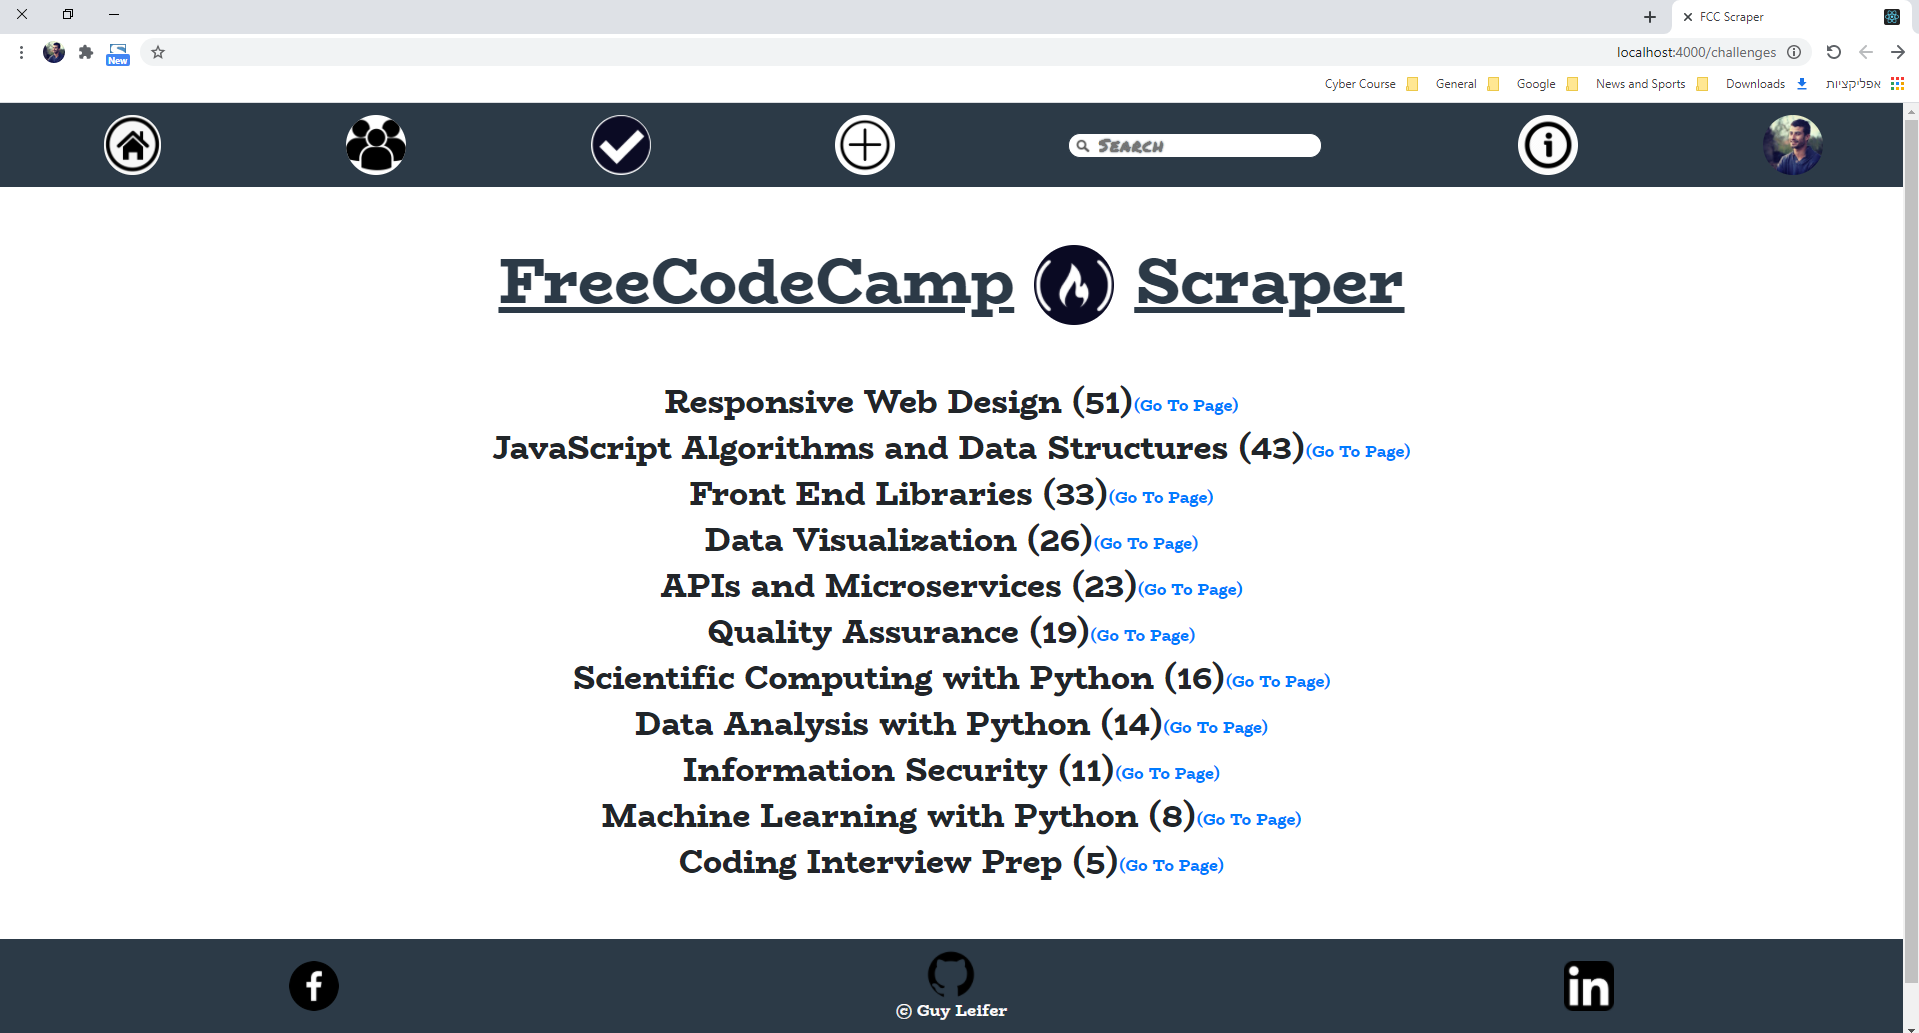 FCC Scraper
New
localhost:4000/challenges
Cyber Course General Google News and Sports Downloads אפליקציות
Search
FreeCodeCamp Scraper
Responsive Web Design (51)(Go To Page)
JavaScript Algorithms and Data Structures (43)(Go To Page)
Front End Libraries (33)(Go To Page)
Data Visualization (26)(Go To Page)
APIs and Microservices (23)(Go To Page)
Quality Assurance (19)(Go To Page)
Scientific Computing with Python (16)(Go To Page)
Data Analysis with Python (14)(Go To Page)
Information Security (11)(Go To Page)
Machine Learning with Python (8)(Go To Page)
Coding Interview Prep (5)(Go To Page)
f
in
© Guy Leifer